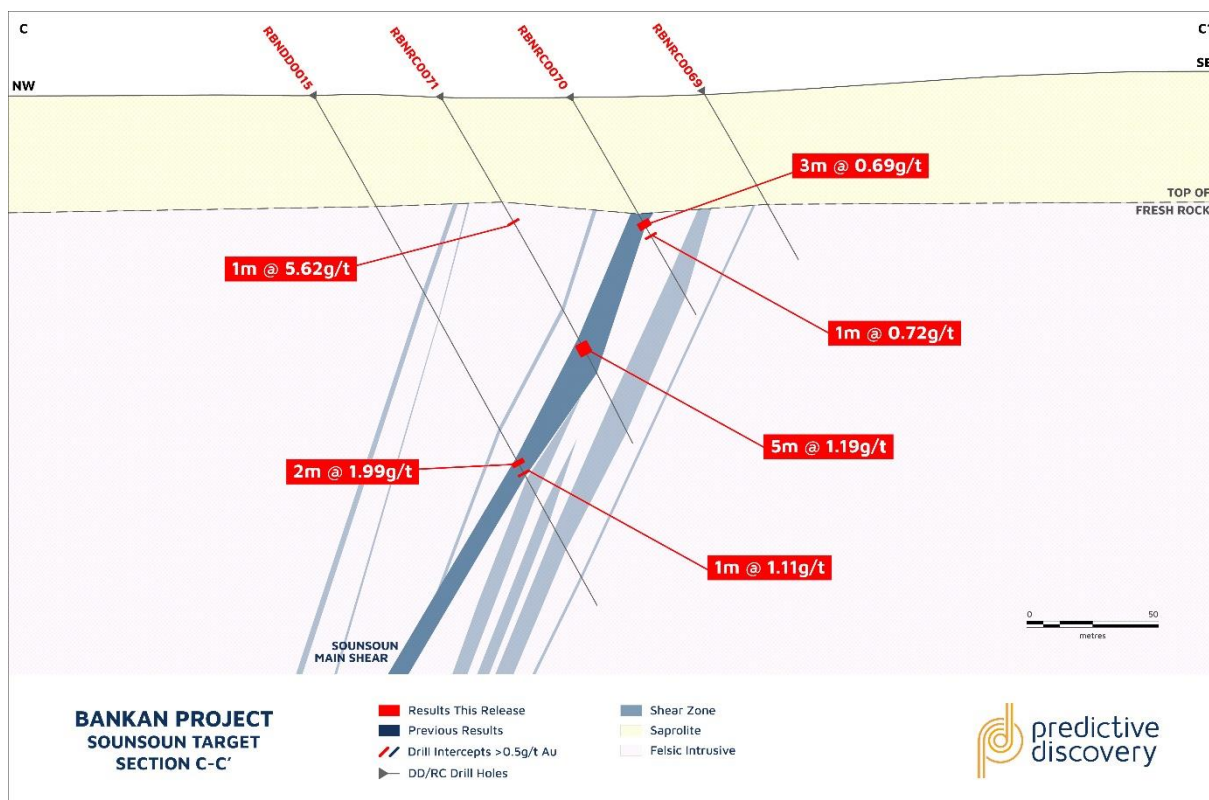 C
C'
NW
SE
RBNDD0015
RBNRC0071
RBNRC0070
RBNRC0069
3m @ 0.69g/t
TOP OF
FRESH ROCK
1m @ 5.62g/t
1m @ 0.72g/t
5m @ 1.19g/t
2m @ 1.99g/t
1m @ 1.11g/t
0 50
metres
SOUNSOUN
MAIN SHEAR
BANKAN PROJECT
SOUNSOUN TARGET
SECTION C-C’
Results This Release
Previous Results
Drill Intercepts >0.5g/t Au
DD/RC Drill Holes
Shear Zone
Saprolite
Felsic Intrusive
predictive
discovery